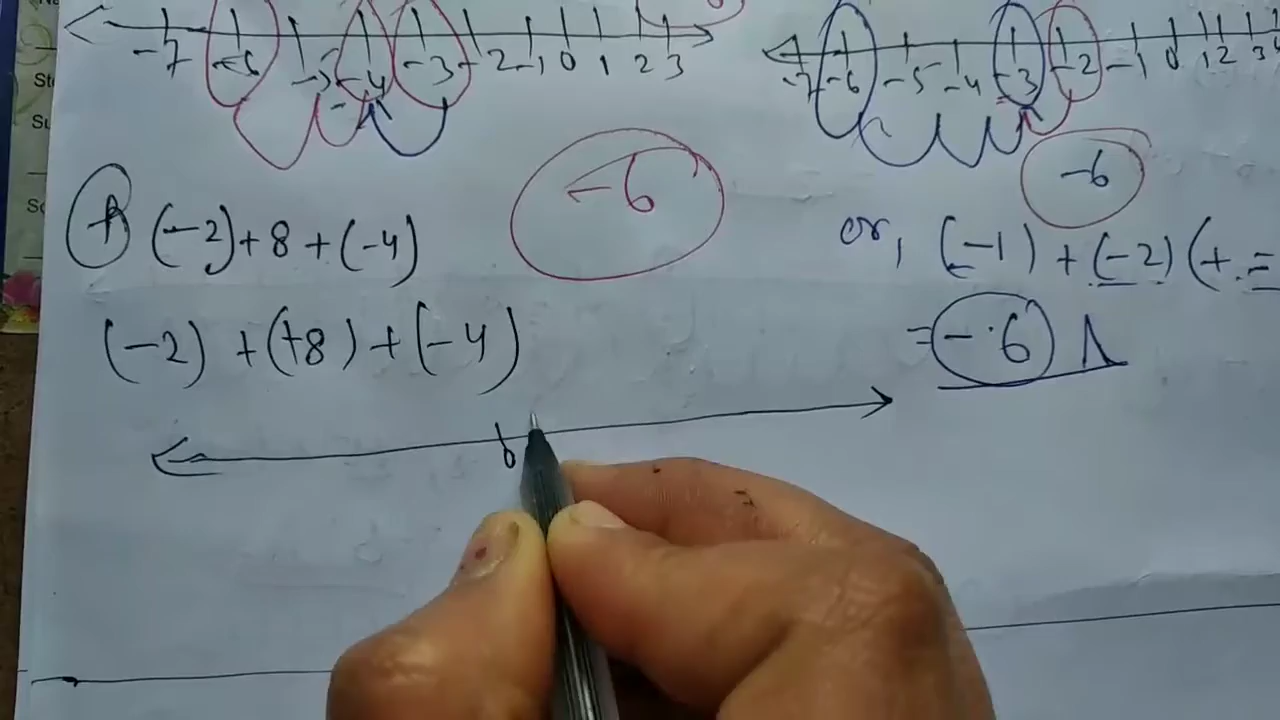 -7 -6 -5 -4 -3 -2 -1 0 1 2 3
-7 -6 -5 -4 -3 -2 -1 0 1 2 3 4
-6
-6
A (-2)+8+(-4)
or, (-1)+(-2)(+
(-2)+(+8)+(-4)
=-6
0